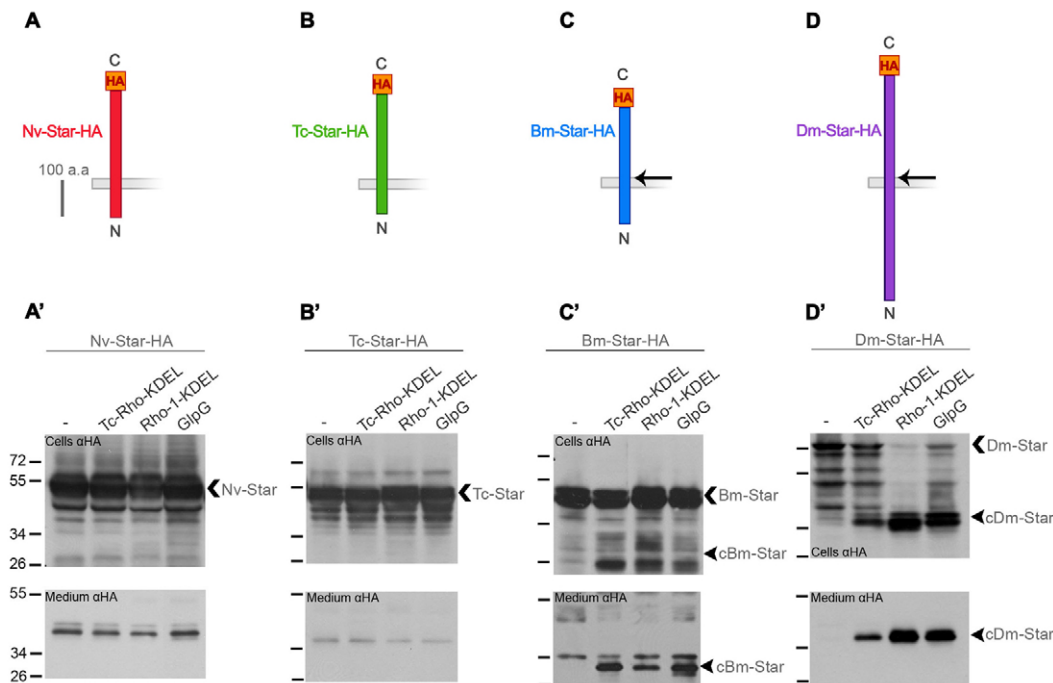 A B C D
C
HA
Nv-Star-HA
100 a.a
N
C
HA
Tc-Star-HA
N
C
HA
Bm-Star-HA
N
C
HA
Dm-Star-HA
N
A'
Nv-Star-HA
- Tc-Rho-KDEL Rho-1-KDEL GlpG
Cells αHA
72
55
34
26
Nv-Star
Medium αHA
55
34
26
B'
Tc-Star-HA
- Tc-Rho-KDEL Rho-1-KDEL GlpG
Cells αHA
Tc-Star
Medium αHA
C'
Bm-Star-HA
- Tc-Rho-KDEL Rho-1-KDEL GlpG
Cells αHA
Bm-Star
cBm-Star
Medium αHA
cBm-Star
D'
Dm-Star-HA
- Tc-Rho-KDEL Rho-1-KDEL GlpG
Dm-Star
cDm-Star
Cells αHA
Medium αHA
cDm-Star